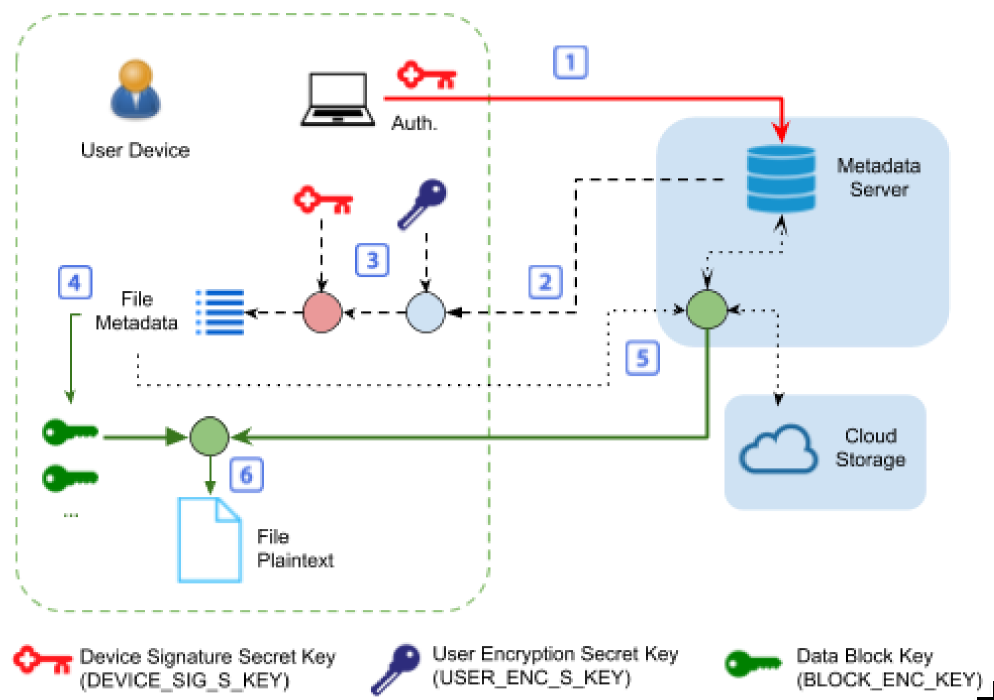 1
Auth.
User Device
Metadata
Server
3
2
4
File
Metadata
5
Cloud
Storage
6
...
File
Plaintext
Device Signature Secret Key
(DEVICE_SIG_S_KEY)
User Encryption Secret Key
(USER_ENC_S_KEY)
Data Block Key
(BLOCK_ENC_KEY)